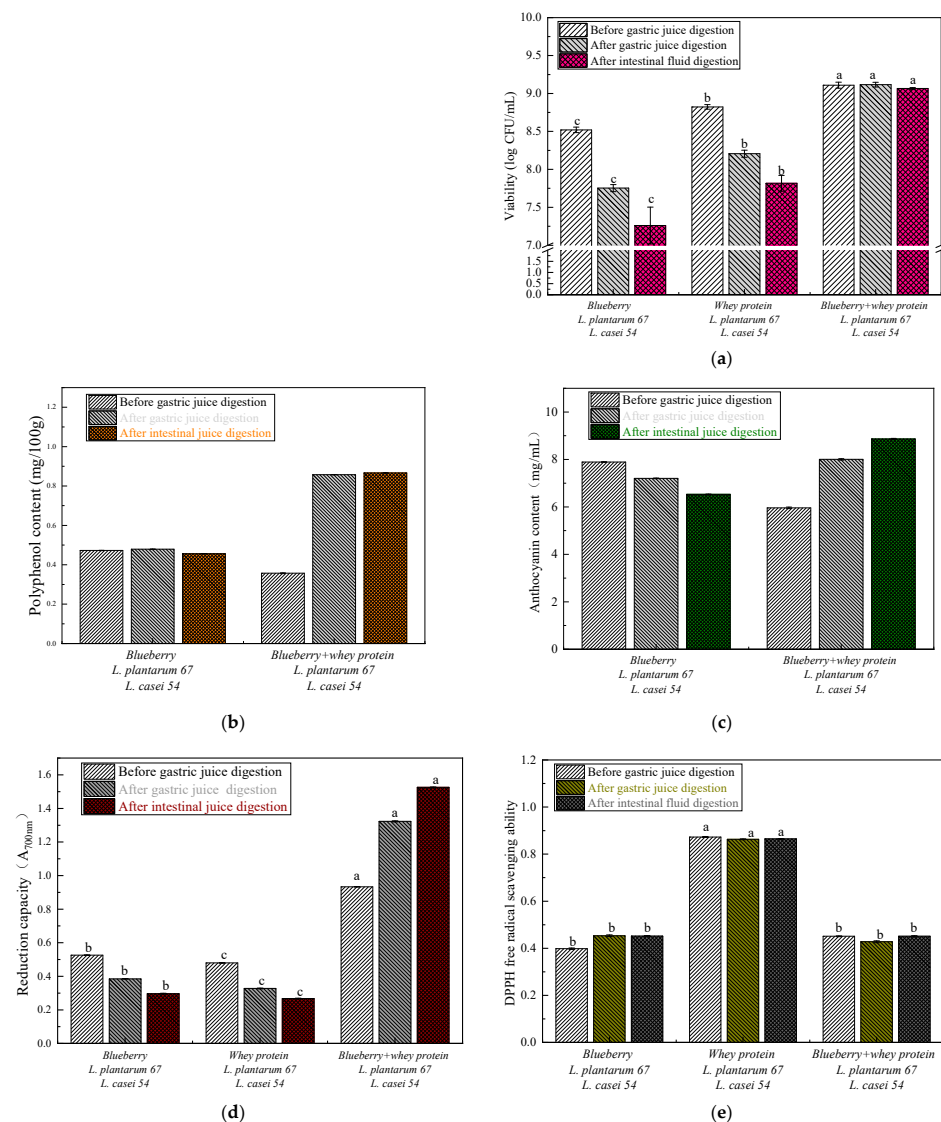 10.0
9.5
9.0
8.5
8.0
7.5
7.0
1.5
1.0
0.5
0.0
Viability (log CFU/mL)
Before gastric juice digestion
After gastric juice digestion
After intestinal fluid digestion
c
c
c
b
b
b
a
a
a
Blueberry
L. plantarum 67
L. casei 54
Whey protein
L. plantarum 67
L. casei 54
Blueberry+whey protein
L. plantarum 67
L. casei 54
(a)
1.2
1.0
0.8
0.6
0.4
0.2
0.0
Polyphenol content (mg/100g)
Before gastric juice digestion
After gastric juice digestion
After intestinal juice digestion
Blueberry
L. plantarum 67
L. casei 54
Blueberry+whey protein
L. plantarum 67
L. casei 54
(b)
10
8
6
4
2
0
Anthocyanin content（mg/mL）
Before gastric juice digestion
After gastric juice digestion
After intestinal juice digestion
Blueberry
L. plantarum 67
L. casei 54
Blueberry+whey protein
L. plantarum 67
L. casei 54
(c)
1.6
1.4
1.2
1.0
0.8
0.6
0.4
0.2
0.0
Reduction capacity（A700nm）
Before gastric juice digestion
After gastric juice digestion
After intestinal juice digestion
b
b
b
c
c
c
a
a
a
Blueberry
L. plantarum 67
L. casei 54
Whey protein
L. plantarum 67
L. casei 54
Blueberry+whey protein
L. plantarum 67
L. casei 54
(d)
1.2
1.0
0.8
0.6
0.4
0.2
0.0
DPPH free radical scavenging ability
Before gastric juice digestion
After gastric juice digestion
After intestinal fluid digestion
b
b
b
a
a
a
b
b
b
Blueberry
L. plantarum 67
L. casei 54
Whey protein
L. plantarum 67
L. casei 54
Blueberry+whey protein
L. plantarum 67
L. casei 54
(e)